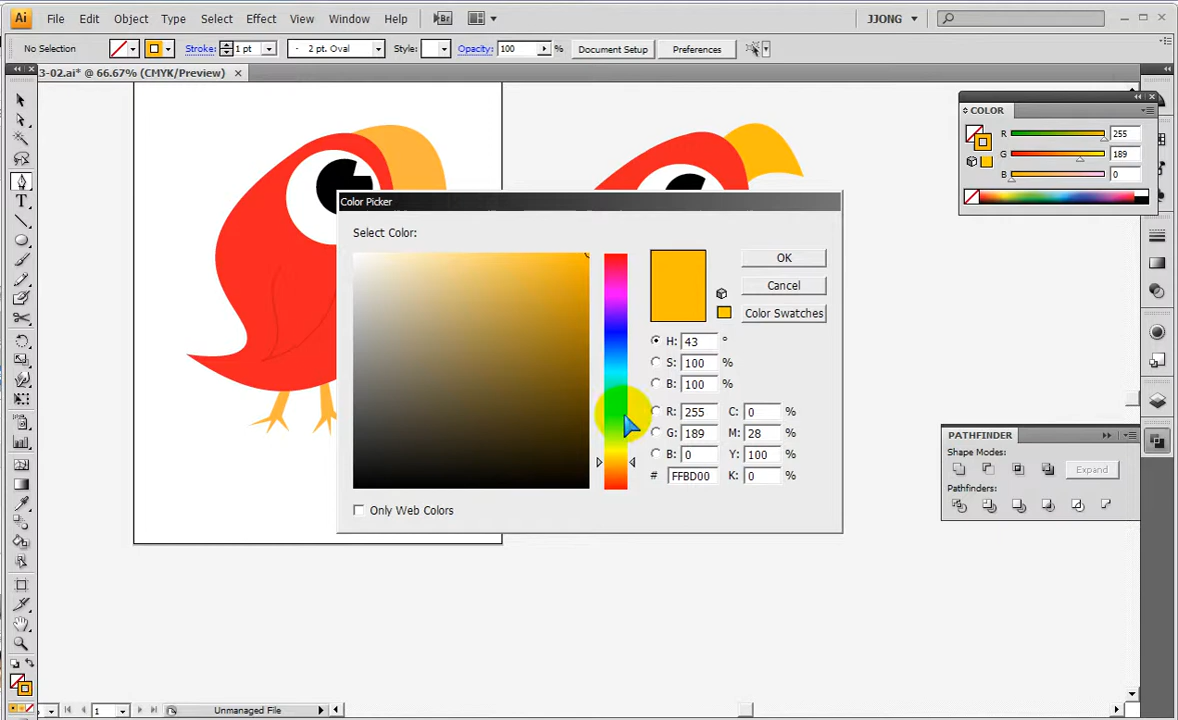 Ai File Edit Object Type Select Effect View Window Help Br JJONG
No Selection Stroke: 1 pt 2 pt. Oval Style: Opacity: 100 % Document Setup Preferences
3-02.ai* @ 66.67% (CMYK/Preview)
COLOR
R 255
G 189
B 0
Color Picker
Select Color:
OK
Cancel
Color Swatches
H: 43 °
S: 100 %
B: 100 %
R: 255 C: 0 %
G: 189 M: 28 %
B: 0 Y: 100 %
# FFBD00 K: 0 %
Only Web Colors
PATHFINDER
Shape Modes:
Expand
Pathfinders:
1 Unmanaged File